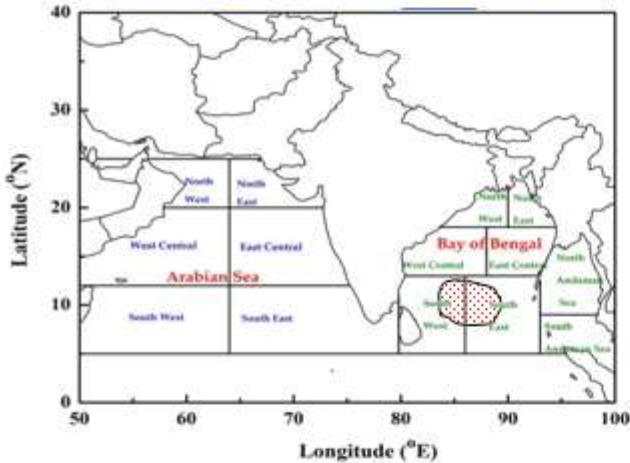 40
30
20
10
0
50
60
70
80
90
100
Latitude (°N)
Longitude (°E)
North
West
North
East
West Central
East Central
Arabian Sea
South West
South East
North
West
North
East
Bay of Bengal
West Central
East Central
South
West
South
East
North
Andaman
Sea
South
Andaman Sea